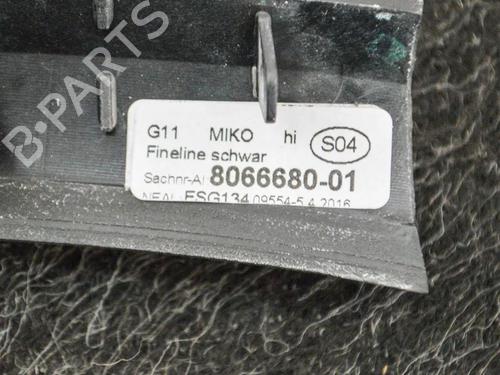 B-PARTS
G11 MIKO hi S04
Fineline schwar
Sachnr-AI 8066680-01
ESG134 09554-5.4.2016